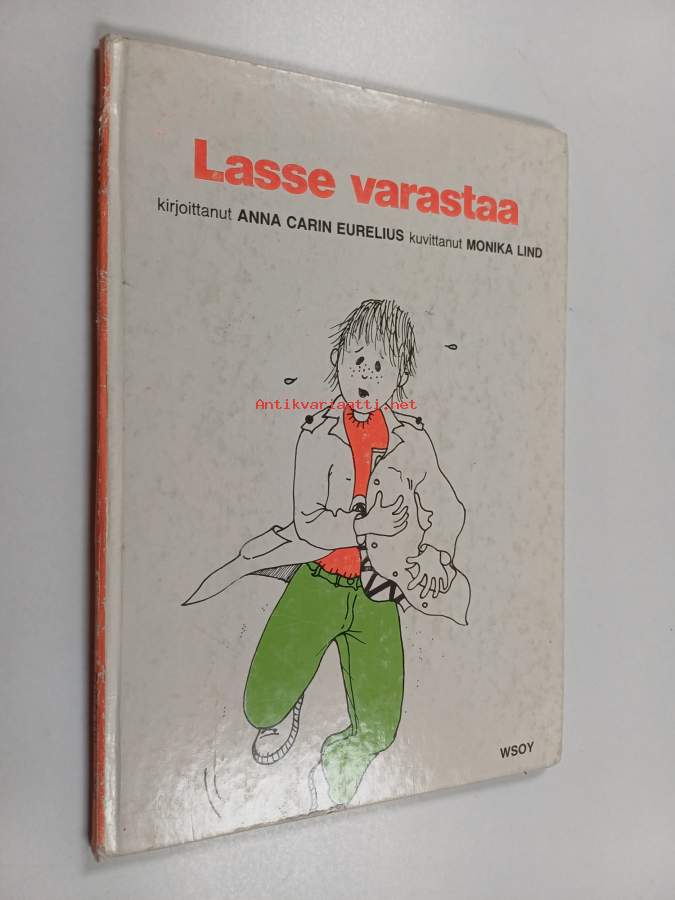 Lasse varastaa
kirjoittanut ANNA CARIN EURELIUS kuvittanut MONIKA LIND
Antikvariaatti.net
WSOY